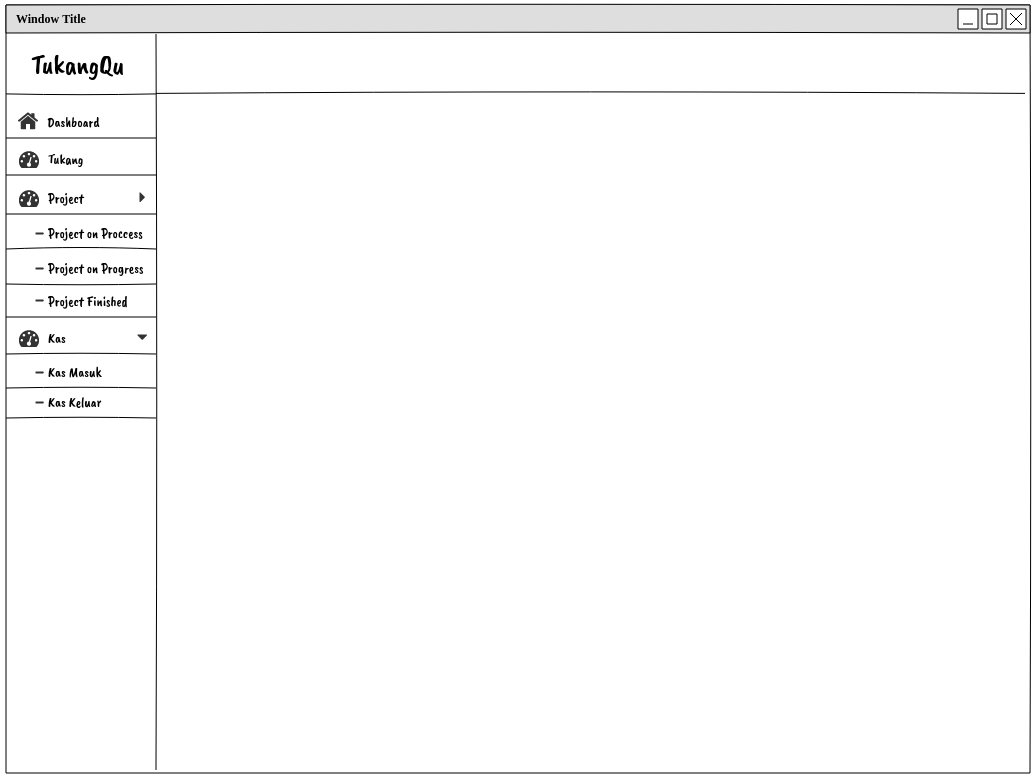 Window Title
TukangQu
Dashboard
Tukang
Project
– Project on Proccess
– Project on Progress
– Project Finished
Kas
– Kas Masuk
– Kas Keluar